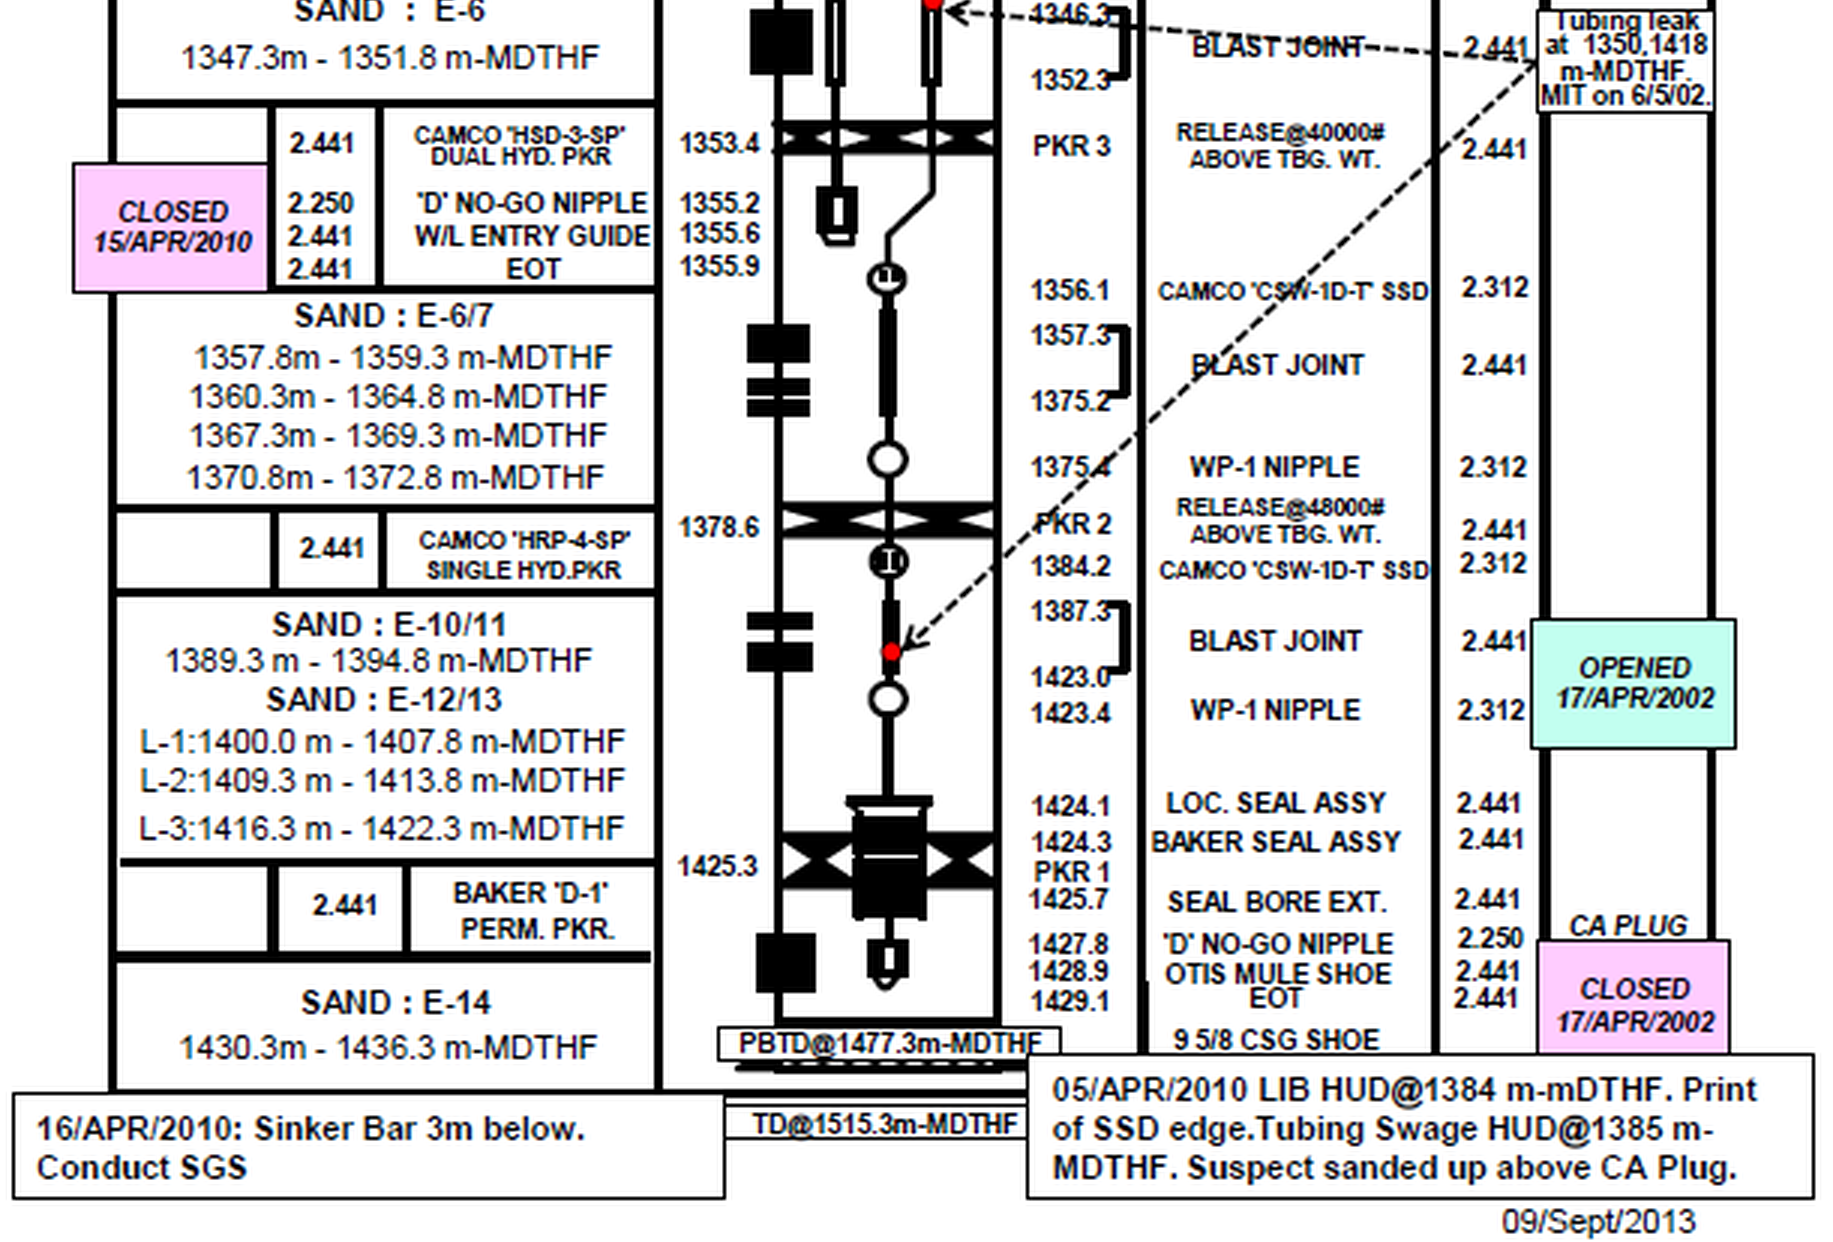 SAND : E-6
1347.3m - 1351.8 m-MDTHF
2.441
CAMCO 'HSD-3-SP'
DUAL HYD. PKR
2.250
'D' NO-GO NIPPLE
2.441
W/L ENTRY GUIDE
2.441
EOT
CLOSED
15/APR/2010
SAND : E-6/7
1357.8m - 1359.3 m-MDTHF
1360.3m - 1364.8 m-MDTHF
1367.3m - 1369.3 m-MDTHF
1370.8m - 1372.8 m-MDTHF
2.441
CAMCO 'HRP-4-SP'
SINGLE HYD.PKR
SAND : E-10/11
1389.3 m - 1394.8 m-MDTHF
SAND : E-12/13
L-1:1400.0 m - 1407.8 m-MDTHF
L-2:1409.3 m - 1413.8 m-MDTHF
L-3:1416.3 m - 1422.3 m-MDTHF
2.441
BAKER 'D-1'
PERM. PKR.
SAND : E-14
1430.3m - 1436.3 m-MDTHF
1353.4
1355.2
1355.6
1355.9
1378.6
1425.3
1346.3
BLAST JOINT
2.441
1352.3
PKR 3
RELEASE@40000#
ABOVE TBG. WT.
2.441
1356.1
CAMCO 'CSW-1D-T' SSD
2.312
1357.3
BLAST JOINT
2.441
1375.2
1375.4
WP-1 NIPPLE
2.312
PKR 2
RELEASE@48000#
ABOVE TBG. WT.
2.441
1384.2
CAMCO 'CSW-1D-T' SSD
2.312
1387.3
BLAST JOINT
2.441
1423.0
1423.4
WP-1 NIPPLE
2.312
1424.1
LOC. SEAL ASSY
2.441
1424.3
BAKER SEAL ASSY
2.441
PKR 1
1425.7
SEAL BORE EXT.
2.441
1427.8
'D' NO-GO NIPPLE
2.250
1428.9
OTIS MULE SHOE
2.441
1429.1
EOT
2.441
9 5/8 CSG SHOE
Tubing leak
at 1350,1418
m-MDTHF.
MIT on 6/5/02.
OPENED
17/APR/2002
CA PLUG
CLOSED
17/APR/2002
PBTD@1477.3m-MDTHF
TD@1515.3m-MDTHF
16/APR/2010: Sinker Bar 3m below.
Conduct SGS
05/APR/2010 LIB HUD@1384 m-mDTHF. Print
of SSD edge.Tubing Swage HUD@1385 m-
MDTHF. Suspect sanded up above CA Plug.
09/Sept/2013